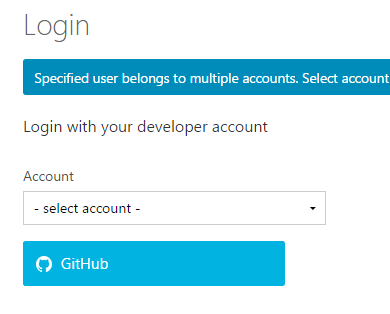 Login
Specified user belongs to multiple accounts. Select account
Login with your developer account
Account
- select account -
GitHub